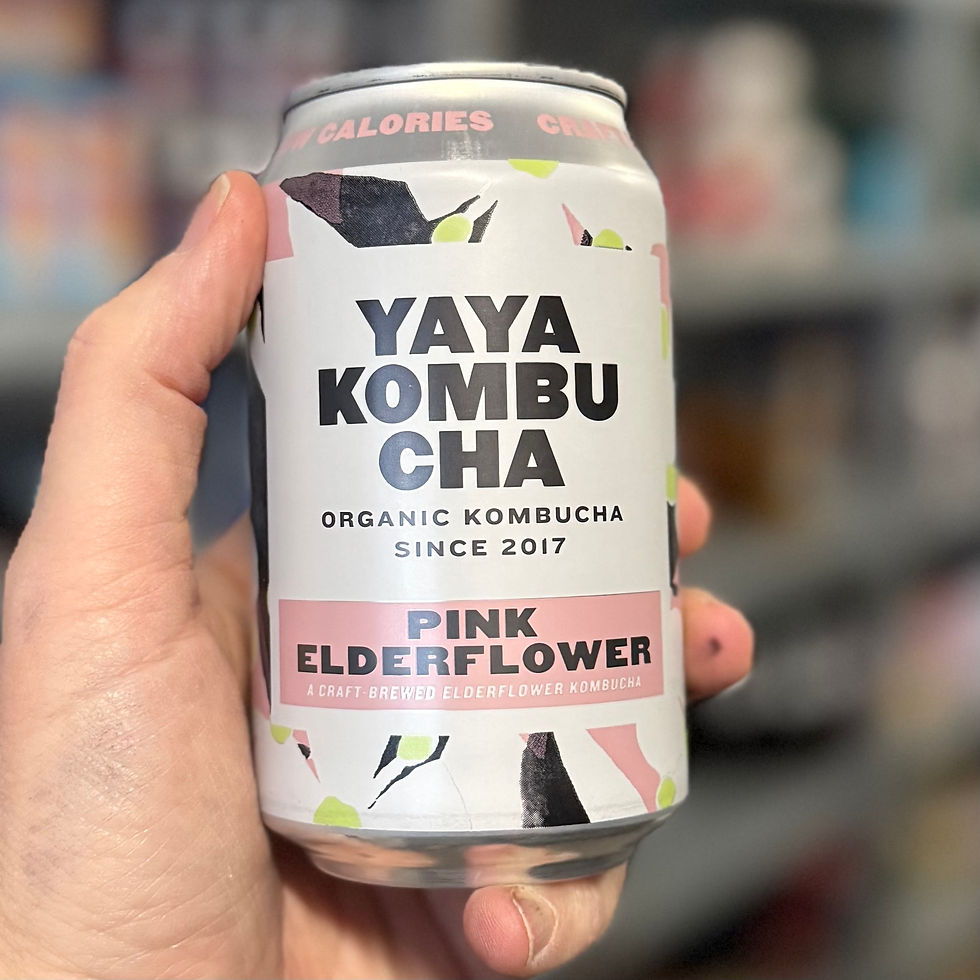 CALORIES
YAYA
KOMBU
CHA
ORGANIC KOMBUCHA
SINCE 2017
PINK
ELDERFLOWER
A CRAFT-BREWED ELDERFLOWER KOMBUCHA